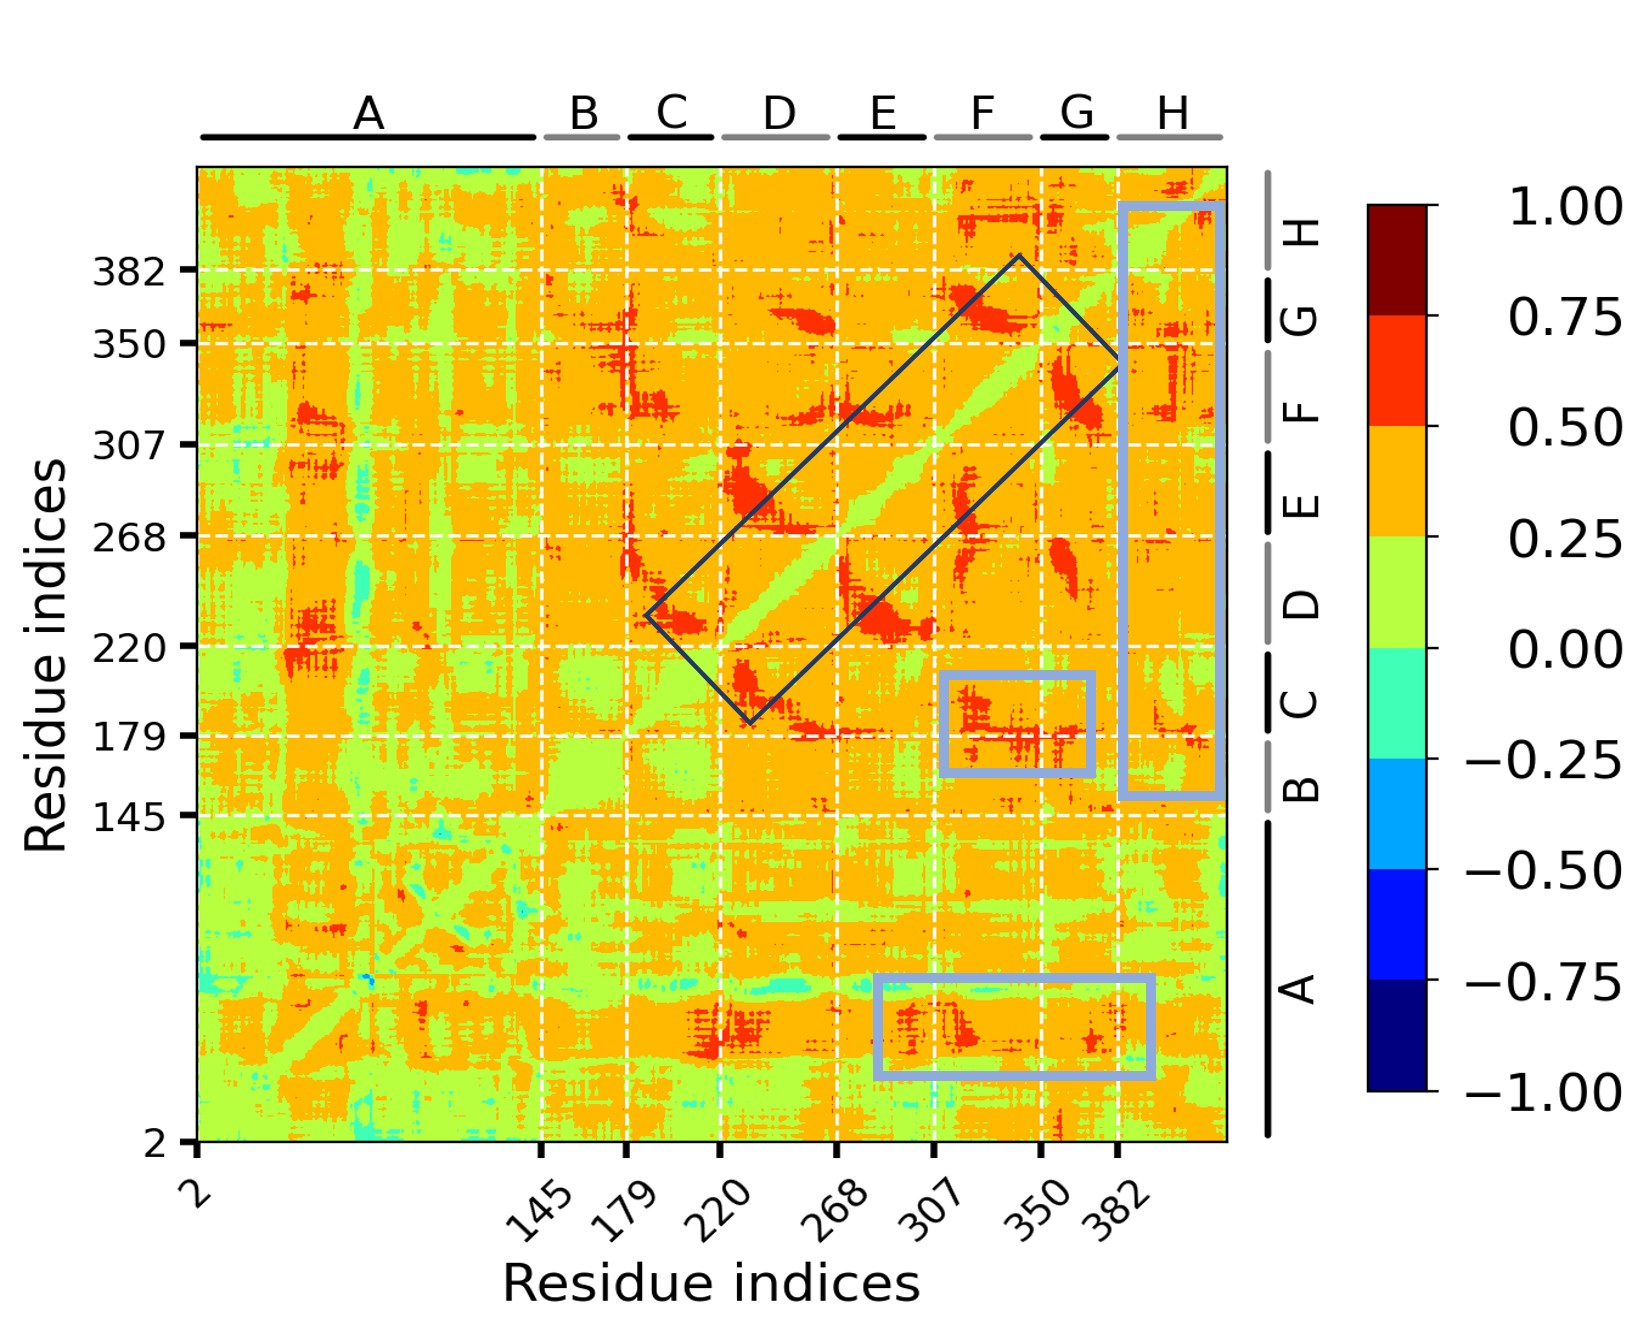 A B C D E F G H
1.00
0.75
0.50
0.25
0.00
−0.25
−0.50
−0.75
−1.00
H
G
F
E
D
C
B
A
382
350
307
268
220
179
145
2
Residue indices
2 145 179 220 268 307 350 382
Residue indices